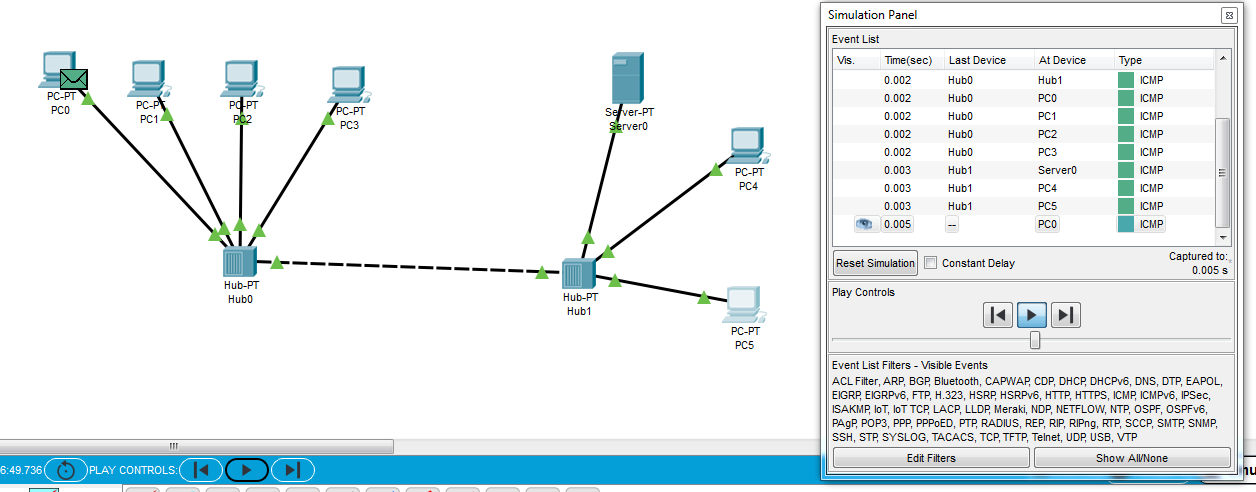 Simulation Panel
Event List
Vis. Time(sec) Last Device At Device Type
0.002 Hub0 Hub1 ICMP
0.002 Hub0 PC0 ICMP
0.002 Hub0 PC1 ICMP
0.002 Hub0 PC2 ICMP
0.002 Hub0 PC3 ICMP
0.003 Hub1 Server0 ICMP
0.003 Hub1 PC4 ICMP
0.003 Hub1 PC5 ICMP
0.005 -- PC0 ICMP
Reset Simulation Constant Delay Captured to:*
0.005 s
Play Controls
Event List Filters - Visible Events
ACL Filter, ARP, BGP, Bluetooth, CAPWAP, CDP, DHCP, DHCPv6, DNS, DTP, EAPOL,
EIGRP, EIGRPv6, FTP, H.323, HSRP, HSRPv6, HTTP, HTTPS, ICMP, ICMPv6, IPSec,
ISAKMP, IoT, IoT TCP, LACP, LLDP, Meraki, NDP, NETFLOW, NTP, OSPF, OSPFv6,
PAgP, POP3, PPP, PPPoED, PTP, RADIUS, REP, RIP, RIPng, RTP, SCCP, SMTP, SNMP,
SSH, STP, SYSLOG, TACACS, TCP, TFTP, Telnet, UDP, USB, VTP
Edit Filters Show All/None
PC-PT
PC0
PC-PT
PC1
PC-PT
PC2
PC-PT
PC3
Server-PT
Server0
PC-PT
PC4
Hub-PT
Hub0
Hub-PT
Hub1
PC-PT
PC5
6:49.736 PLAY CONTROLS: